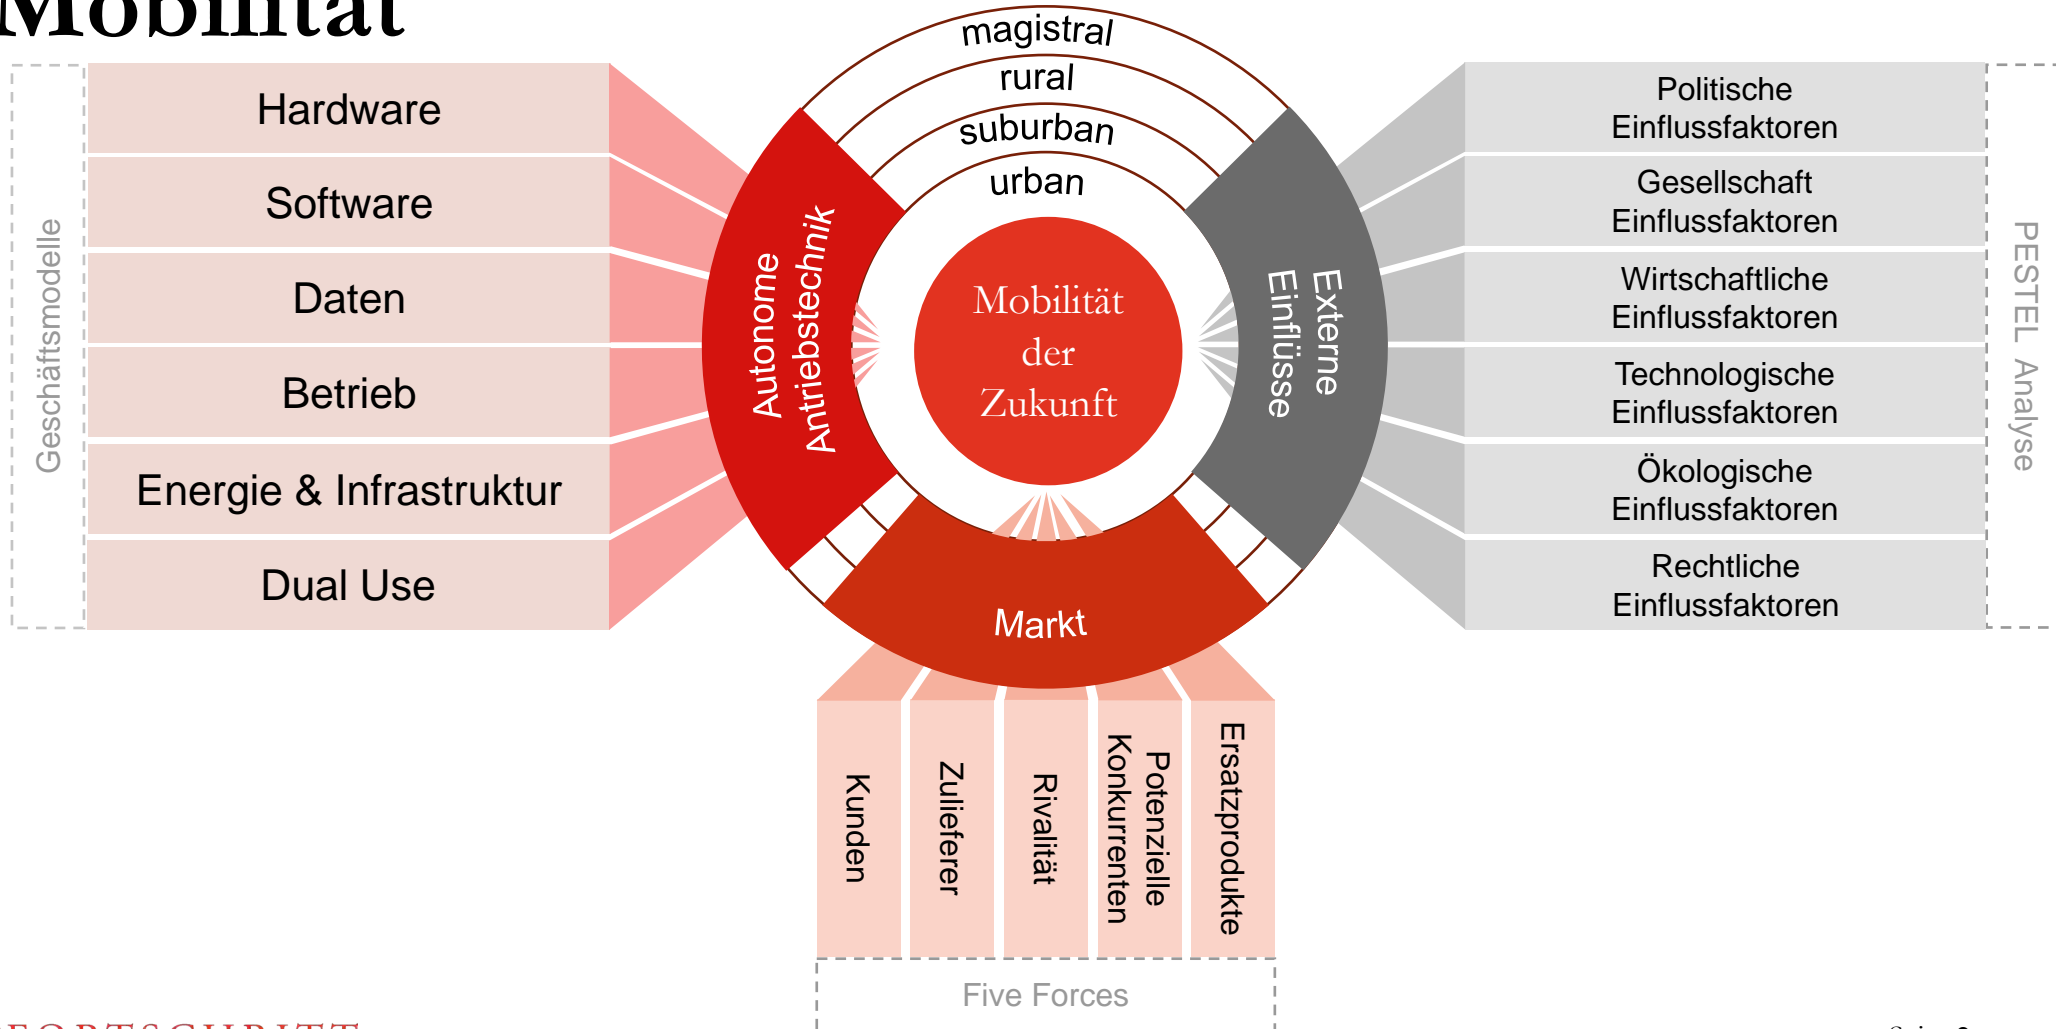 Mobilität
magistral
rural
suburban
urban
Geschäftsmodelle
Hardware
Software
Daten
Betrieb
Energie & Infrastruktur
Dual Use
Autonome
Antriebstechnik
Mobilität
der
Zukunft
Externe
Einflüsse
Markt
Politische
Einflussfaktoren
Gesellschaft
Einflussfaktoren
Wirtschaftliche
Einflussfaktoren
Technologische
Einflussfaktoren
Ökologische
Einflussfaktoren
Rechtliche
Einflussfaktoren
PESTEL Analyse
Kunden
Zulieferer
Rivalität
Potenzielle
Konkurrenten
Ersatzprodukte
Five Forces